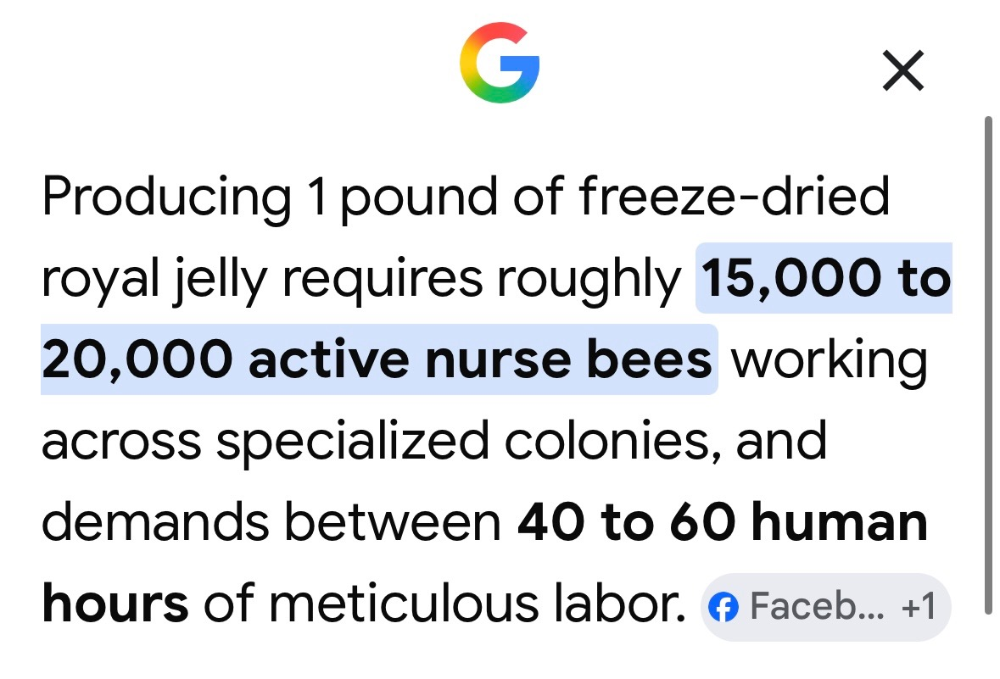 Producing 1 pound of freeze-dried
royal jelly requires roughly 15,000 to
20,000 active nurse bees working
across specialized colonies, and
demands between 40 to 60 human
hours of meticulous labor. Faceb... +1